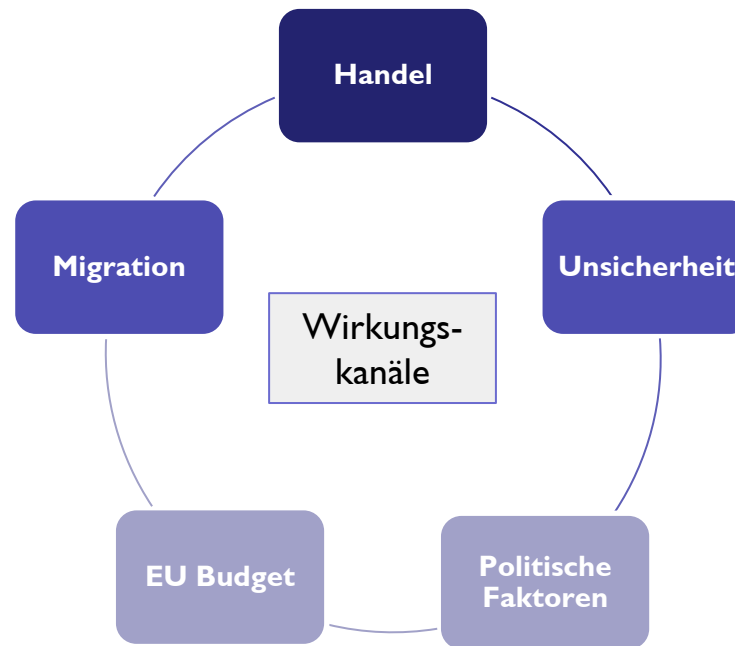 Handel
Migration
Unsicherheit
Wirkungs-
kanäle
EU Budget
Politische
Faktoren